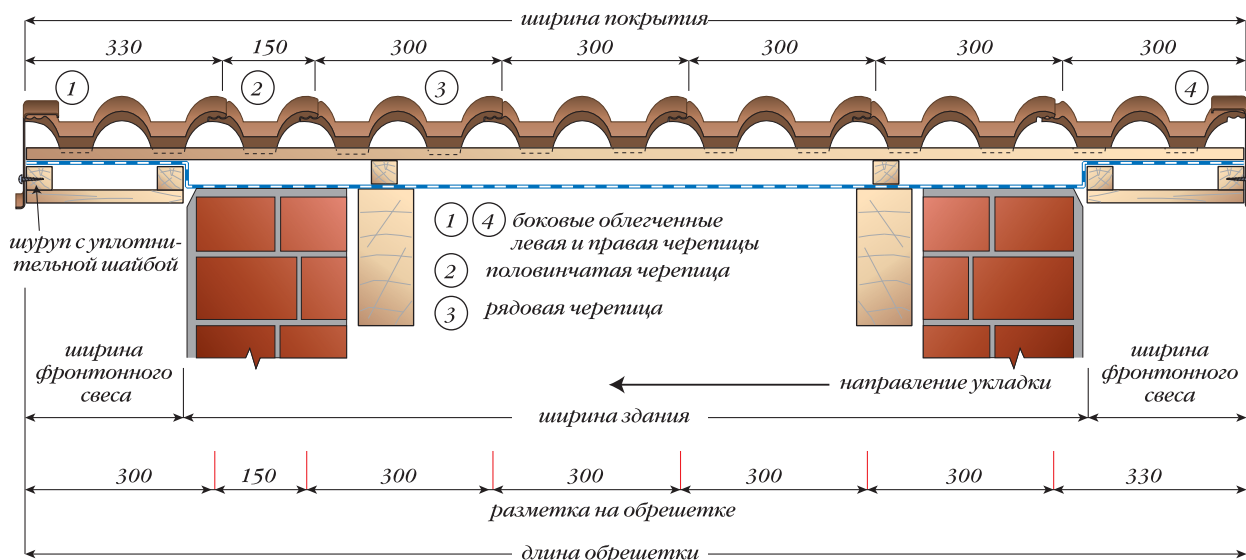 ширина покрытия
330 150 300 300 300 300 300
1 2 3 4
1 4 боковые облегченные
левая и правая черепицы
2 половинчатая черепица
3 рядовая черепица
шуруп с уплотни-
тельной шайбой
ширина
фронтонного
свеса
направление укладки
ширина
фронтонного
свеса
ширина здания
300 150 300 300 300 300 330
разметка на обрешетке
длина обрешетки